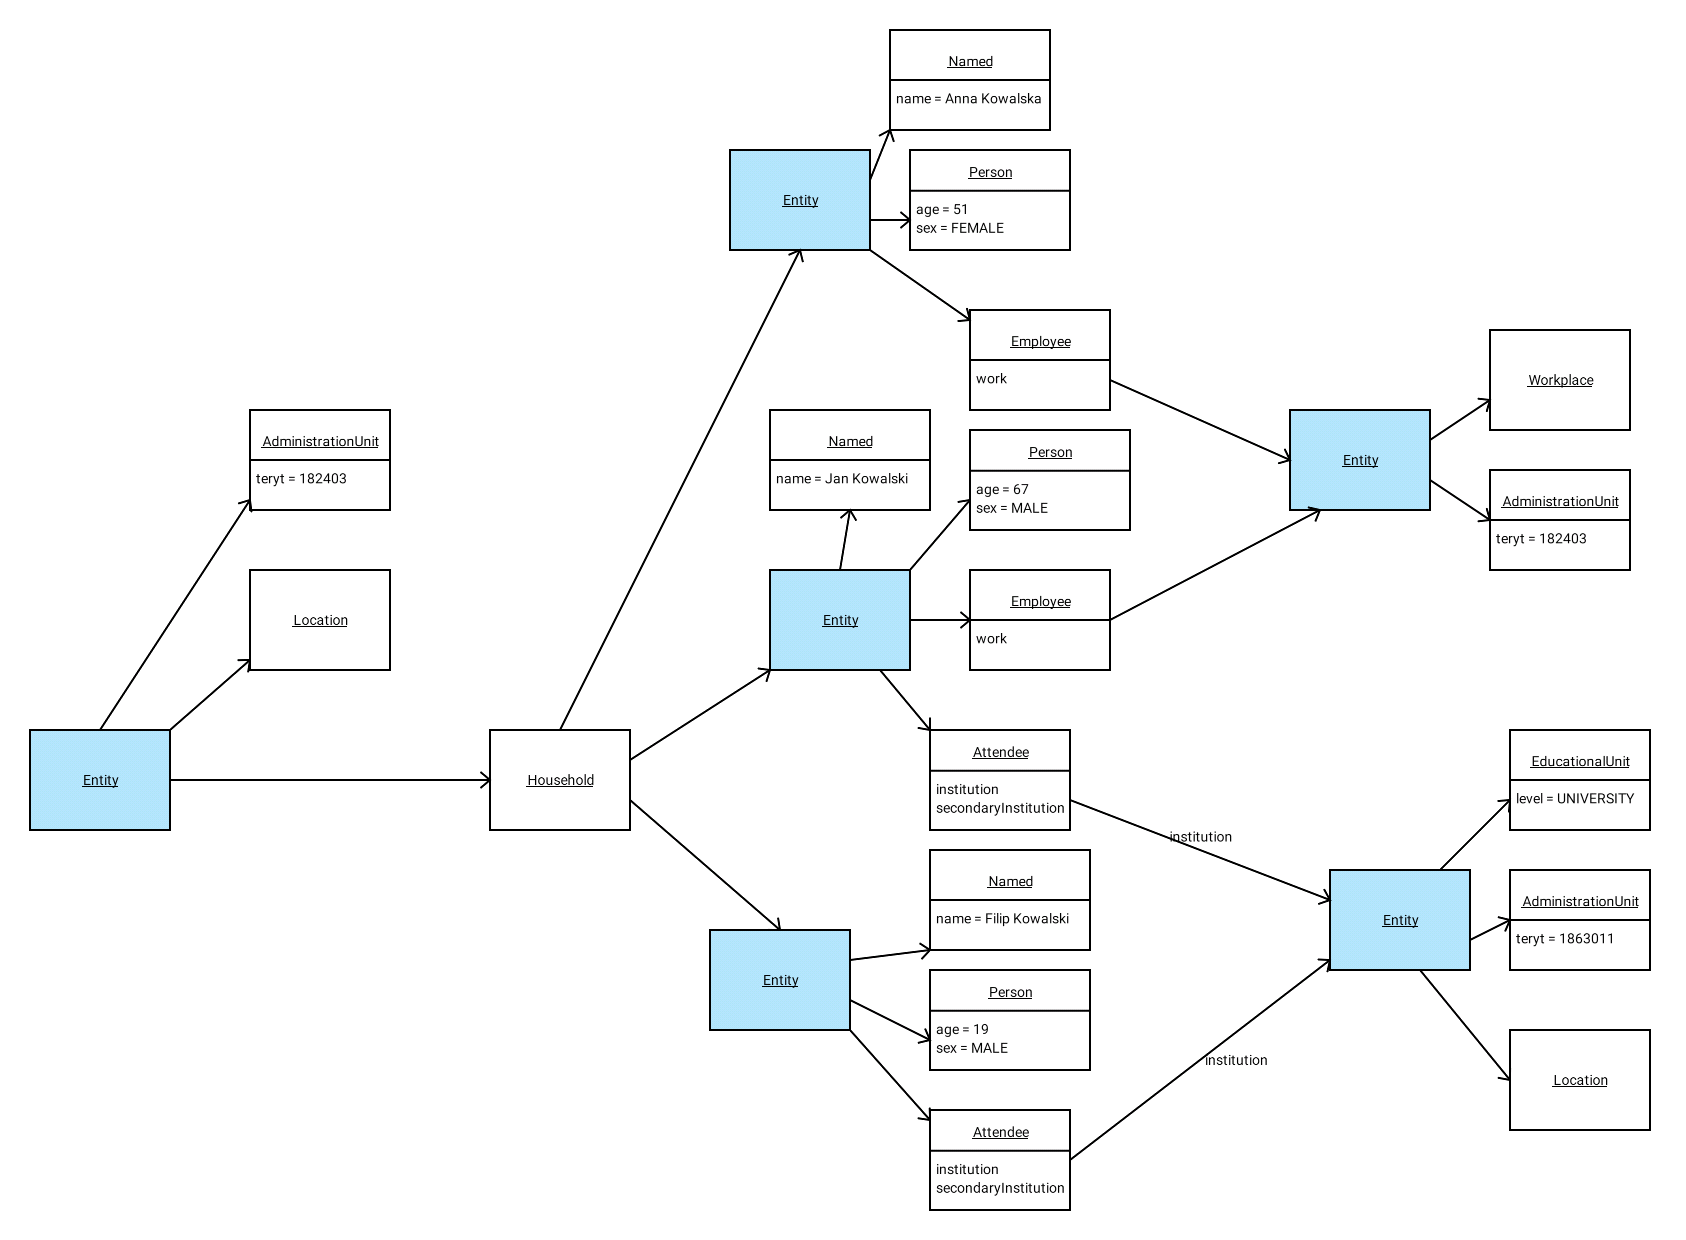 Named
name = Anna Kowalska
Entity
Person
age = 51
sex = FEMALE
Employee
work
Workplace
AdministrationUnit
teryt = 182403
Named
name = Jan Kowalski
Person
age = 67
sex = MALE
Entity
AdministrationUnit
teryt = 182403
Location
Entity
Employee
work
Entity
Household
Attendee
institution
secondaryInstitution
institution
EducationalUnit
level = UNIVERSITY
Named
name = Filip Kowalski
Entity
AdministrationUnit
teryt = 1863011
Entity
Person
age = 19
sex = MALE
institution
Location
Attendee
institution
secondaryInstitution